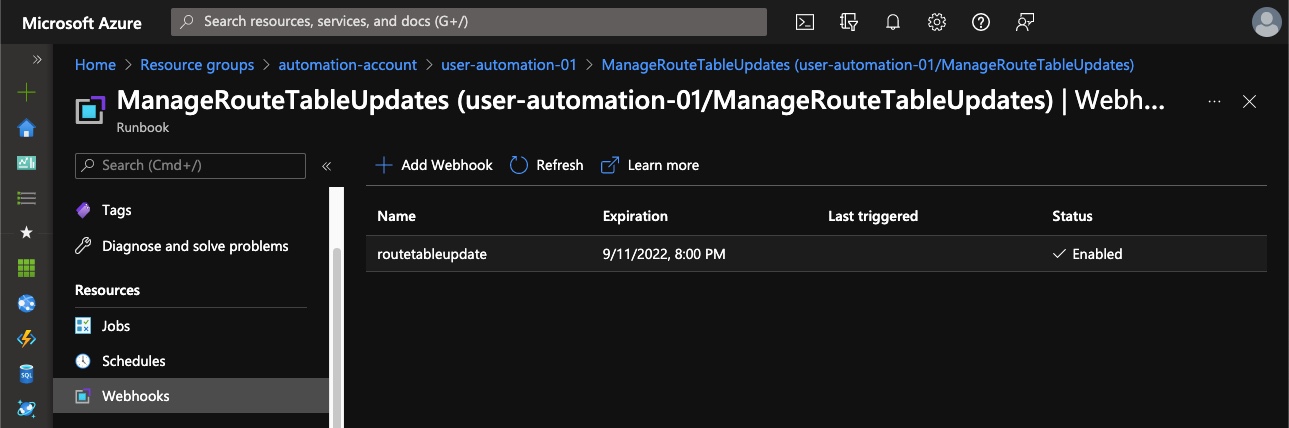 Microsoft Azure
Search resources, services, and docs (G+/)
Home > Resource groups > automation-account > user-automation-01 > ManageRouteTableUpdates (user-automation-01/ManageRouteTableUpdates)
ManageRouteTableUpdates (user-automation-01/ManageRouteTableUpdates) | Webh...
Runbook
Search (Cmd+/)
Add Webhook Refresh Learn more
Tags
Diagnose and solve problems
Resources
Jobs
Schedules
Webhooks
Name Expiration Last triggered Status
routetableupdate 9/11/2022, 8:00 PM Enabled
SQL